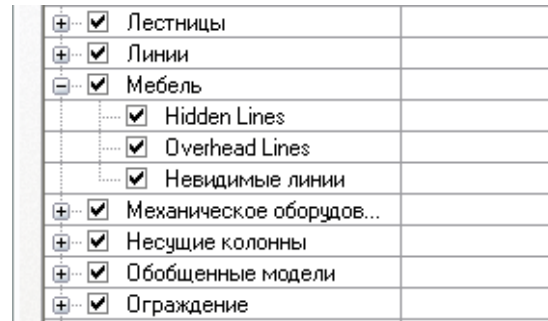 Лестницы
Линии
Мебель
Hidden Lines
Overhead Lines
Невидимые линии
Механическое оборудов...
Несущие колонны
Обобщенные модели
Ограждение